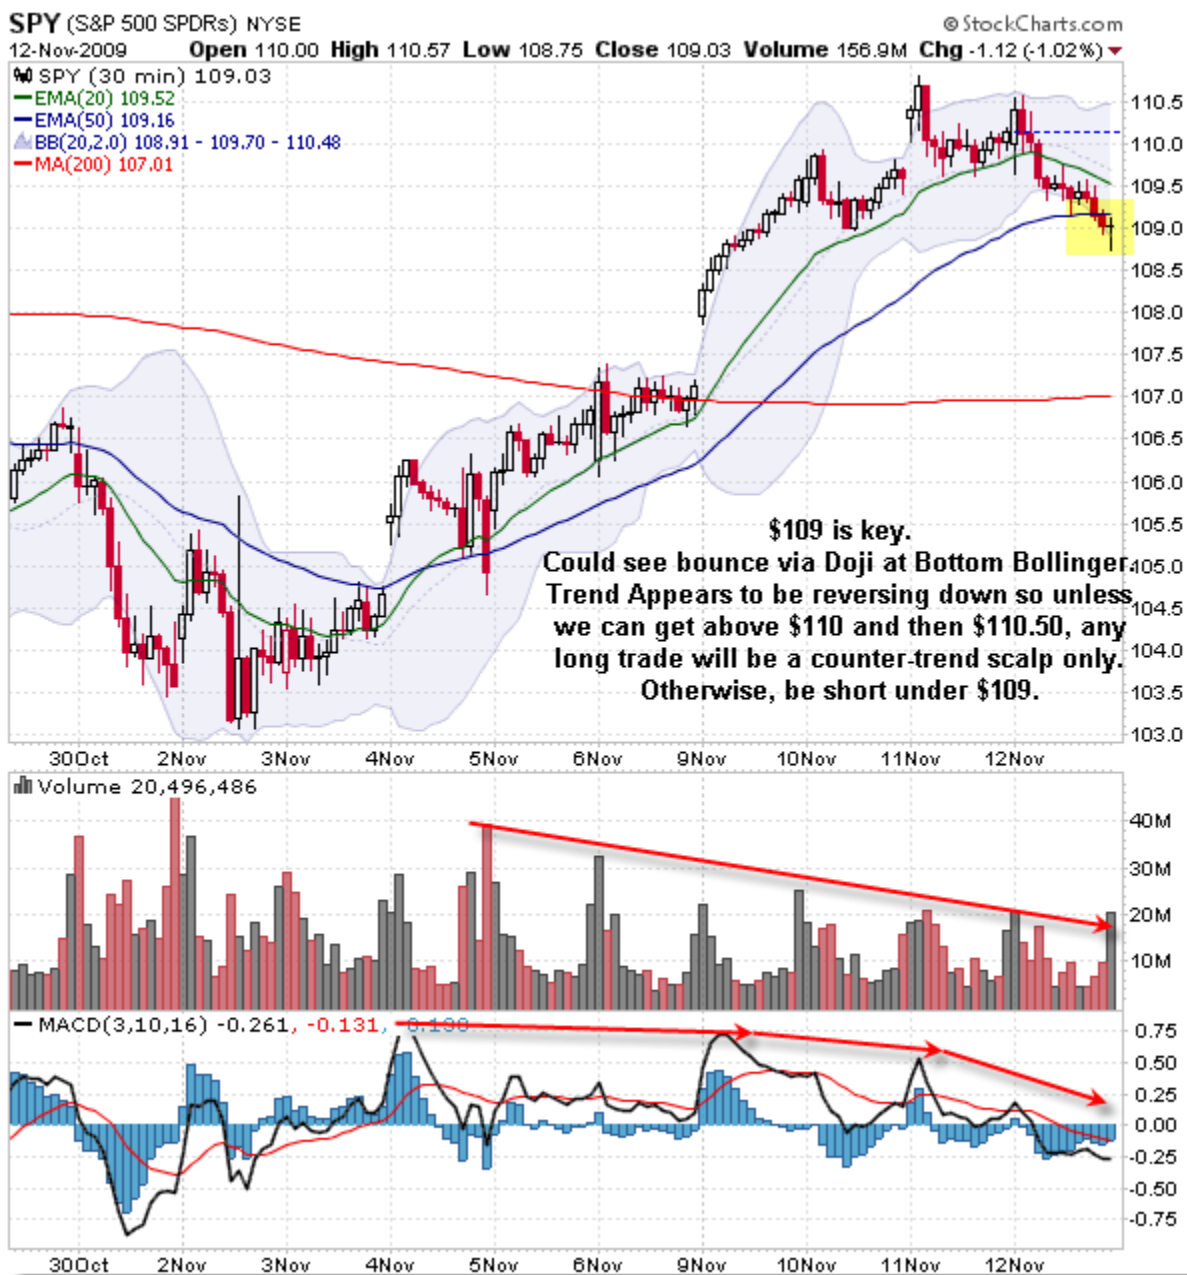 SPY (S&P 500 SPDRs) NYSE
© StockCharts.com
12-Nov-2009 Open 110.00 High 110.57 Low 108.75 Close 109.03 Volume 156.9M Chg -1.12 (-1.02%)
SPY (30 min) 109.03
EMA(20) 109.52
EMA(50) 109.16
BB(20,2.0) 108.91 - 109.70 - 110.48
MA(200) 107.01
110.5
110.0
109.5
109.0
108.5
108.0
107.5
107.0
106.5
106.0
105.5
105.0
104.5
104.0
103.5
103.0
$109 is key.
Could see bounce via Doji at Bottom Bollinger.
Trend Appears to be reversing down so unless
we can get above $110 and then $110.50, any
long trade will be a counter-trend scalp only.
Otherwise, be short under $109.
30Oct 2Nov 3Nov 4Nov 5Nov 6Nov 9Nov 10Nov 11Nov 12Nov
Volume 20,496,486
40M
30M
20M
10M
MACD(3,10,16) -0.261, -0.131,
0.75
0.50
0.25
0.00
-0.25
-0.50
-0.75
30Oct 2Nov 3Nov 4Nov 5Nov 6Nov 9Nov 10Nov 11Nov 12Nov